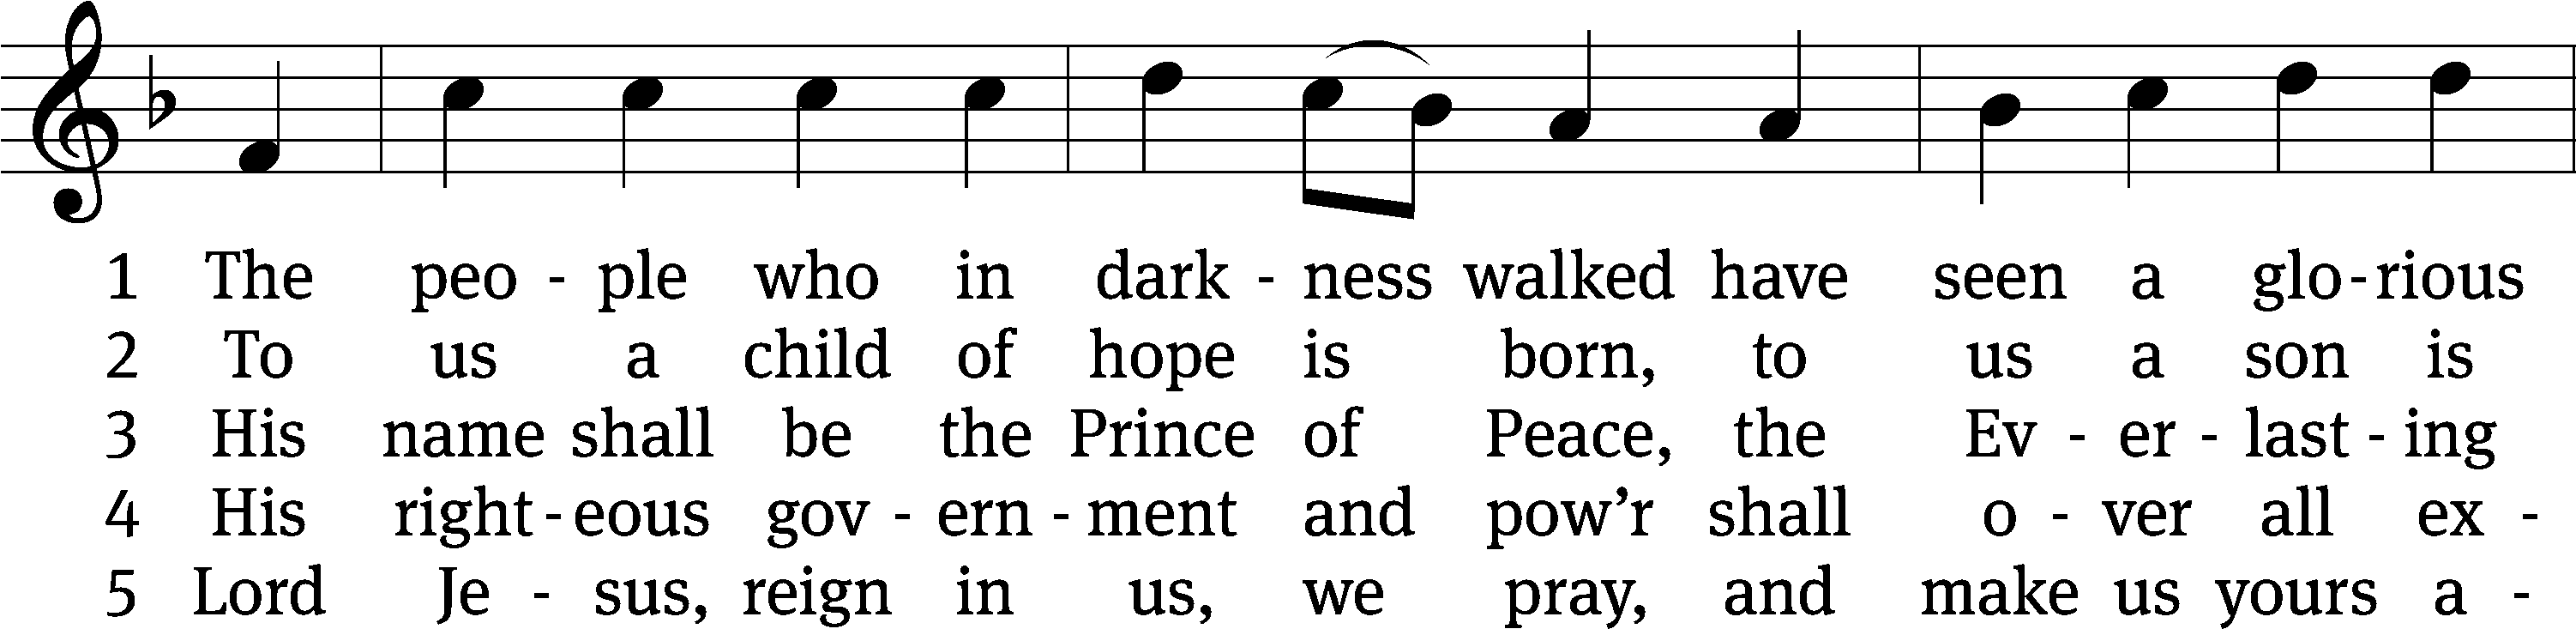 1 The peo - ple who in dark - ness walked have seen a glo - rious
2 To us a child of hope is born, to us a son is
3 His name shall be the Prince of Peace, the Ev - er - last - ing
4 His right - eous gov - ern - ment and pow’r shall o - ver all ex -
5 Lord Je - sus, reign in us, we pray, and make us yours a -